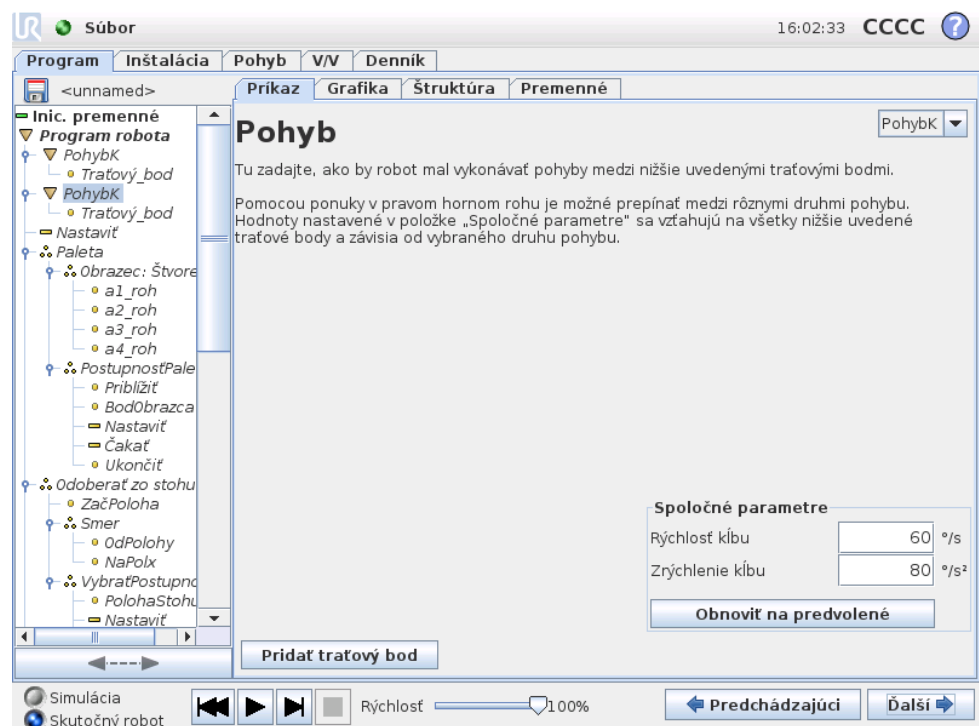 UR Súbor 16:02:33 CCCC ?
Program Inštalácia Pohyb V/V Denník
<unnamed>
Príkaz Grafika Štruktúra Premenné
Inic. premenné
Program robota
PohybK
Traťový_bod
PohybK
Traťový_bod
Nastaviť
Paleta
Obrazec: Štvore
a1_roh
a2_roh
a3_roh
a4_roh
PostupnosťPale
Priblížiť
BodObrazca
Nastaviť
Čakať
Ukončiť
Odoberať zo stohu
ZačPoloha
Smer
OdPolohy
NaPolx
VybraťPostupno
PolohaStohu
Nastaviť
Pohyb
PohybK
Tu zadajte, ako by robot mal vykonávať pohyby medzi nižšie uvedenými traťovými bodmi.
Pomocou ponuky v pravom hornom rohu je možné prepínať medzi rôznymi druhmi pohybu.
Hodnoty nastavené v položke „Spoločné parametre" sa vzťahujú na všetky nižšie uvedené
traťové body a závisia od vybraného druhu pohybu.
Spoločné parametre
Rýchlosť kĺbu 60 °/s
Zrýchlenie kĺbu 80 °/s²
Obnoviť na predvolené
Pridať traťový bod
Simulácia
Skutočný robot
Rýchlosť 100%
Predchádzajúci
Ďalší